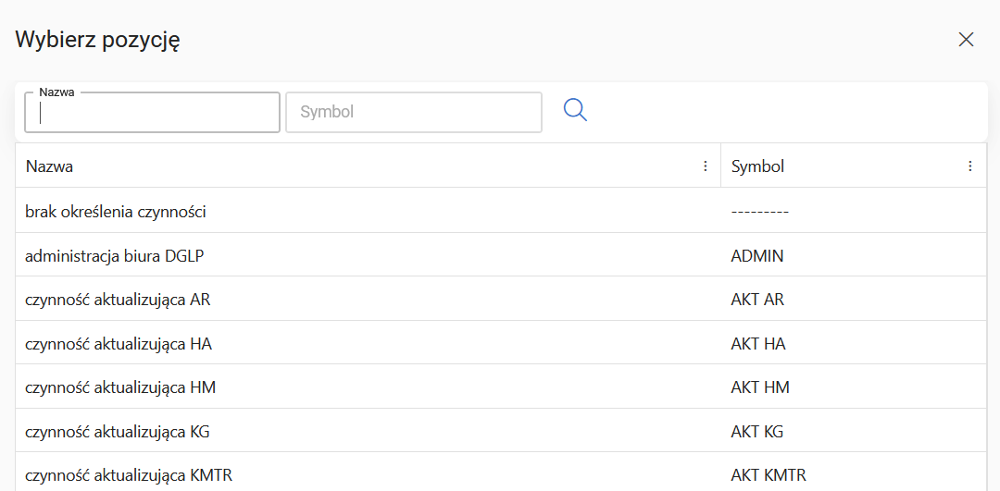 Wybierz pozycję
Nazwa
Symbol
Nazwa Symbol
brak określenia czynności ---------
administracja biura DGLP ADMIN
czynność aktualizująca AR AKT AR
czynność aktualizująca HA AKT HA
czynność aktualizująca HM AKT HM
czynność aktualizująca KG AKT KG
czynność aktualizująca KMTR AKT KMTR